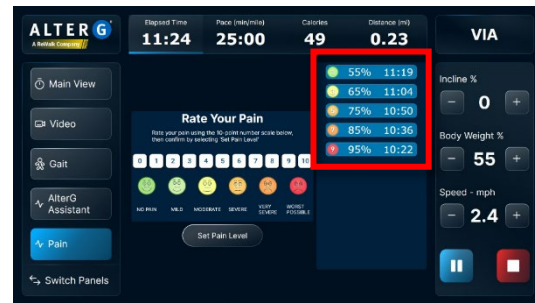 ALTER G
A ReWalk Company
Elapsed Time
11:24
Pace (min/mile)
25:00
Calories
49
Distance (mi)
0.23
VIA
Main View
Video
Gait
AlterG Assistant
Pain
Switch Panels
Rate Your Pain
Rate your pain using the 10-point number scale below,
then confirm by selecting 'Set Pain Level'
0 1 2 3 4 5 6 7 8 9 10
NO PAIN MILD MODERATE SEVERE VERY SEVERE WORST POSSIBLE
Set Pain Level
55% 11:19
65% 11:04
75% 10:50
85% 10:36
95% 10:22
Incline %
- 0 +
Body Weight %
- 55 +
Speed - mph
- 2.4 +